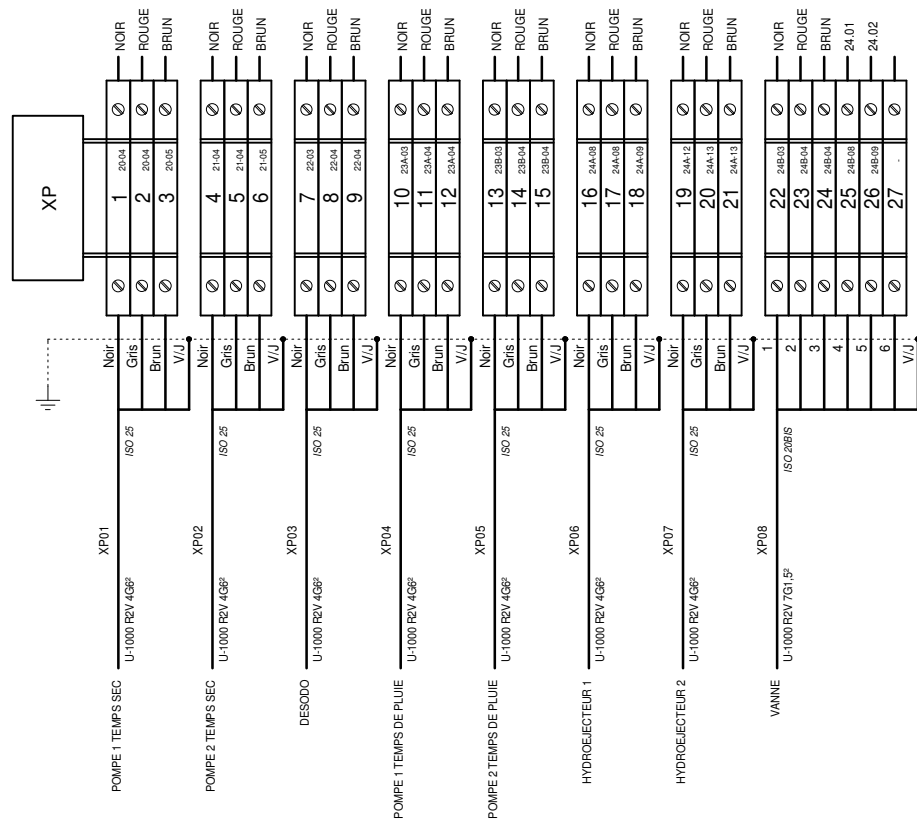 XP
NOIR
ROUGE
BRUN
1 20-04
2 20-04
3 20-05
Noir
Gris
Brun
V/J
ISO 25
XP01
U-1000 R2V 4G6²
POMPE 1 TEMPS SEC
NOIR
ROUGE
BRUN
4 21-04
5 21-04
6 21-05
Noir
Gris
Brun
V/J
ISO 25
XP02
U-1000 R2V 4G6²
POMPE 2 TEMPS SEC
NOIR
ROUGE
BRUN
7 22-03
8 22-04
9 22-04
Noir
Gris
Brun
V/J
ISO 25
XP03
U-1000 R2V 4G6²
DESODO
NOIR
ROUGE
BRUN
10 23A-03
11 23A-04
12 23A-04
Noir
Gris
Brun
V/J
ISO 25
XP04
U-1000 R2V 4G6²
POMPE 1 TEMPS DE PLUIE
NOIR
ROUGE
BRUN
13 23B-03
14 23B-04
15 23B-04
Noir
Gris
Brun
V/J
ISO 25
XP05
U-1000 R2V 4G6²
POMPE 2 TEMPS DE PLUIE
NOIR
ROUGE
BRUN
16 24A-08
17 24A-08
18 24A-09
Noir
Gris
Brun
V/J
ISO 25
XP06
U-1000 R2V 4G6²
HYDROEJECTEUR 1
NOIR
ROUGE
BRUN
19 24A-12
20 24A-13
21 24A-13
Noir
Gris
Brun
V/J
ISO 25
XP07
U-1000 R2V 4G6²
HYDROEJECTEUR 2
NOIR
ROUGE
BRUN
24.01
24.02
22 24B-03
23 24B-04
24 24B-04
25 24B-08
26 24B-09
27 -
1
2
3
4
5
6
V/J
ISO 20BIS
XP08
U-1000 R2V 7G1,5²
VANNE